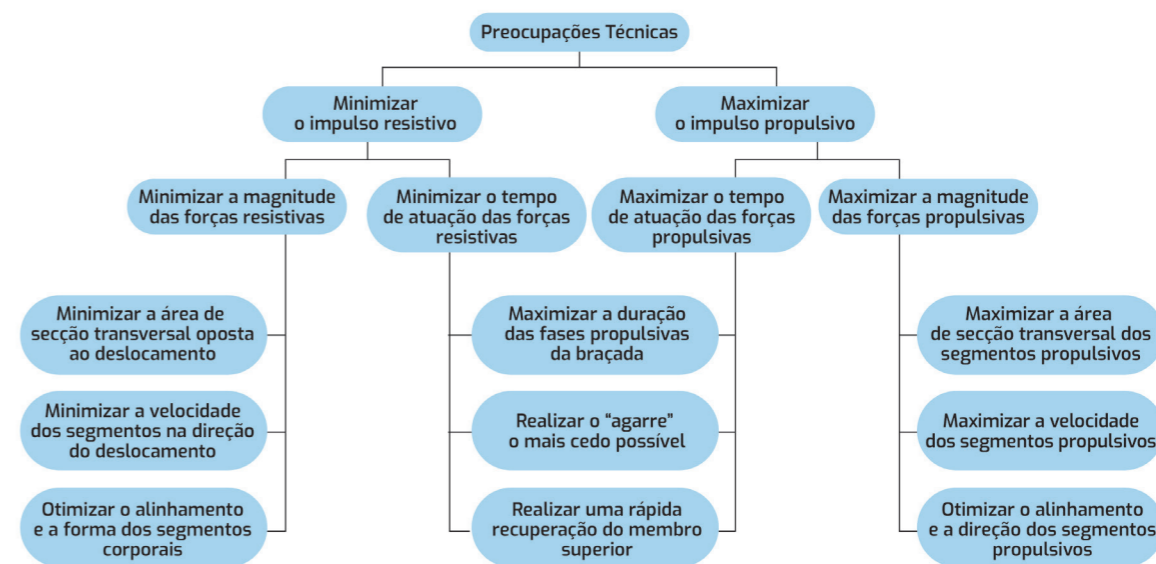 Preocupações Técnicas
Minimizar
o impulso resistivo
Maximizar
o impulso propulsivo
Minimizar a magnitude
das forças resistivas
Minimizar o tempo
de atuação das forças
resistivas
Maximizar o tempo
de atuação das forças
propulsivas
Maximizar a magnitude
das forças propulsivas
Minimizar a área de
secção transversal oposta
ao deslocamento
Maximizar a duração
das fases propulsivas
da braçada
Maximizar a área
de secção transversal dos
segmentos propulsivos
Minimizar a velocidade
dos segmentos na direção
do deslocamento
Realizar o "agarre"
o mais cedo possível
Maximizar a velocidade
dos segmentos propulsivos
Otimizar o alinhamento
e a forma dos segmentos
corporais
Realizar uma rápida
recuperação do membro
superior
Otimizar o alinhamento
e a direção dos segmentos
propulsivos